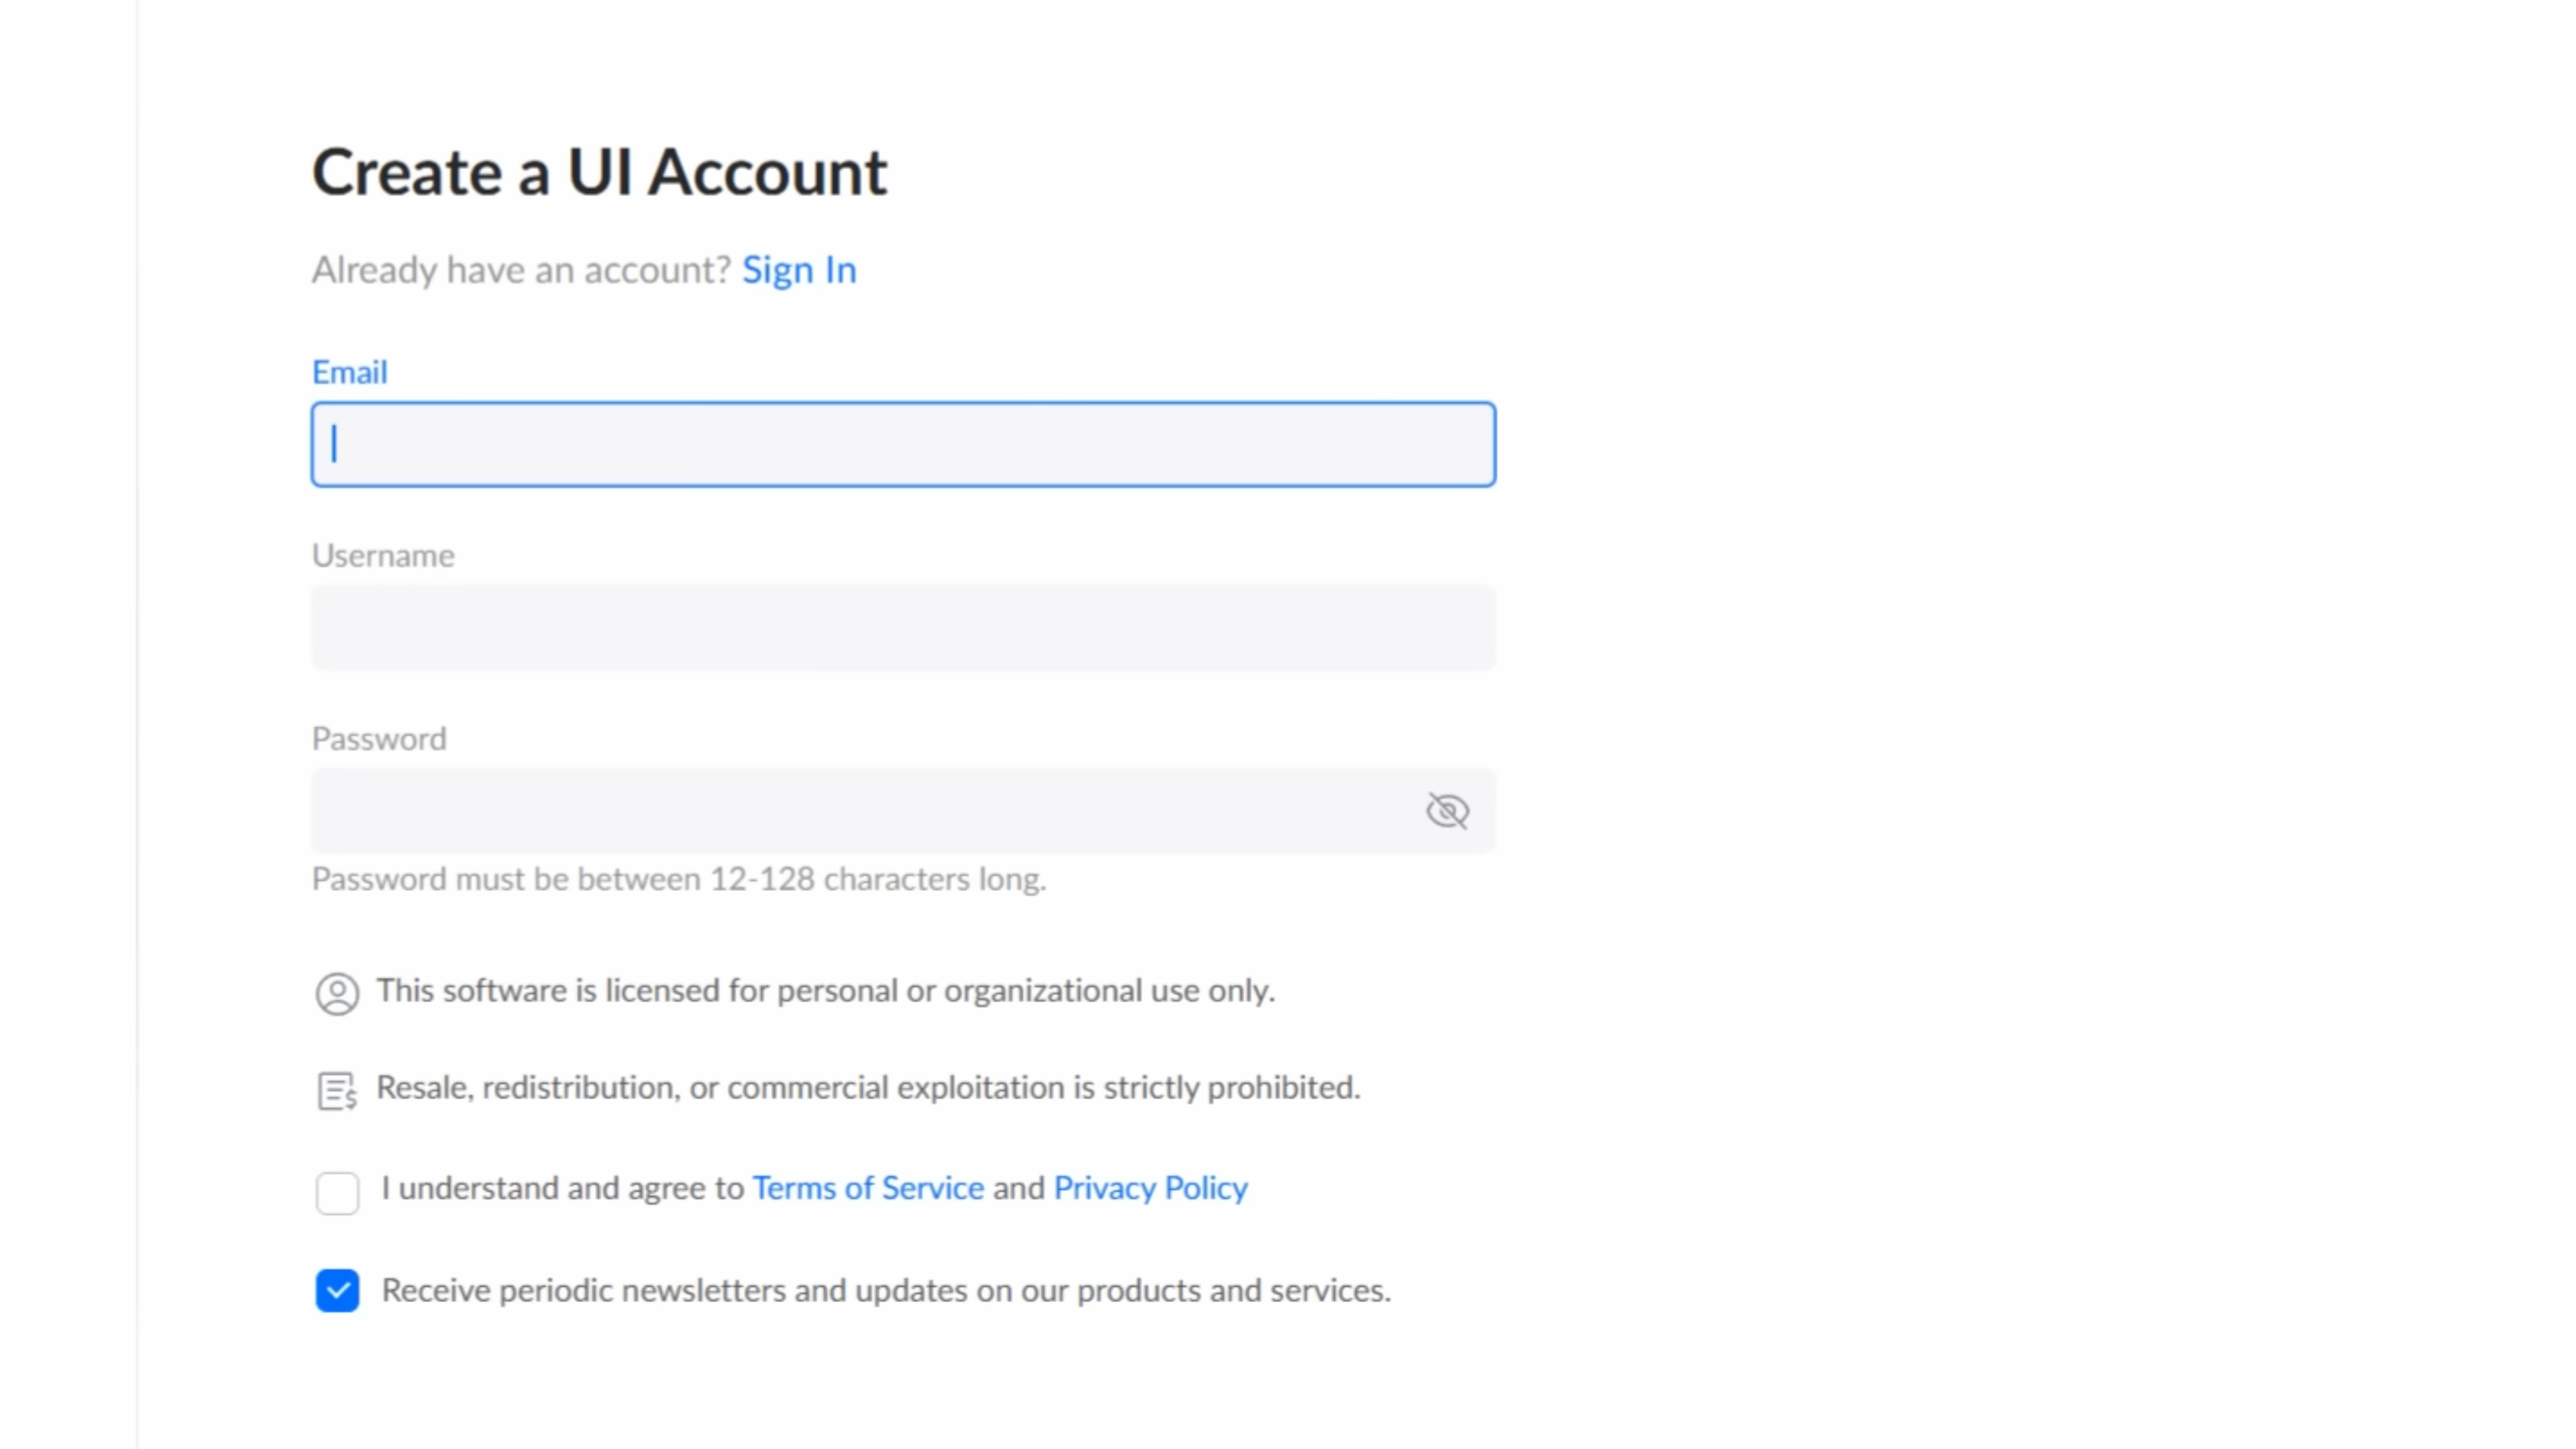 Create a UI Account
Already have an account? Sign In
Email
Username
Password
Password must be between 12-128 characters long.
This software is licensed for personal or organizational use only.
Resale, redistribution, or commercial exploitation is strictly prohibited.
I understand and agree to Terms of Service and Privacy Policy
Receive periodic newsletters and updates on our products and services.